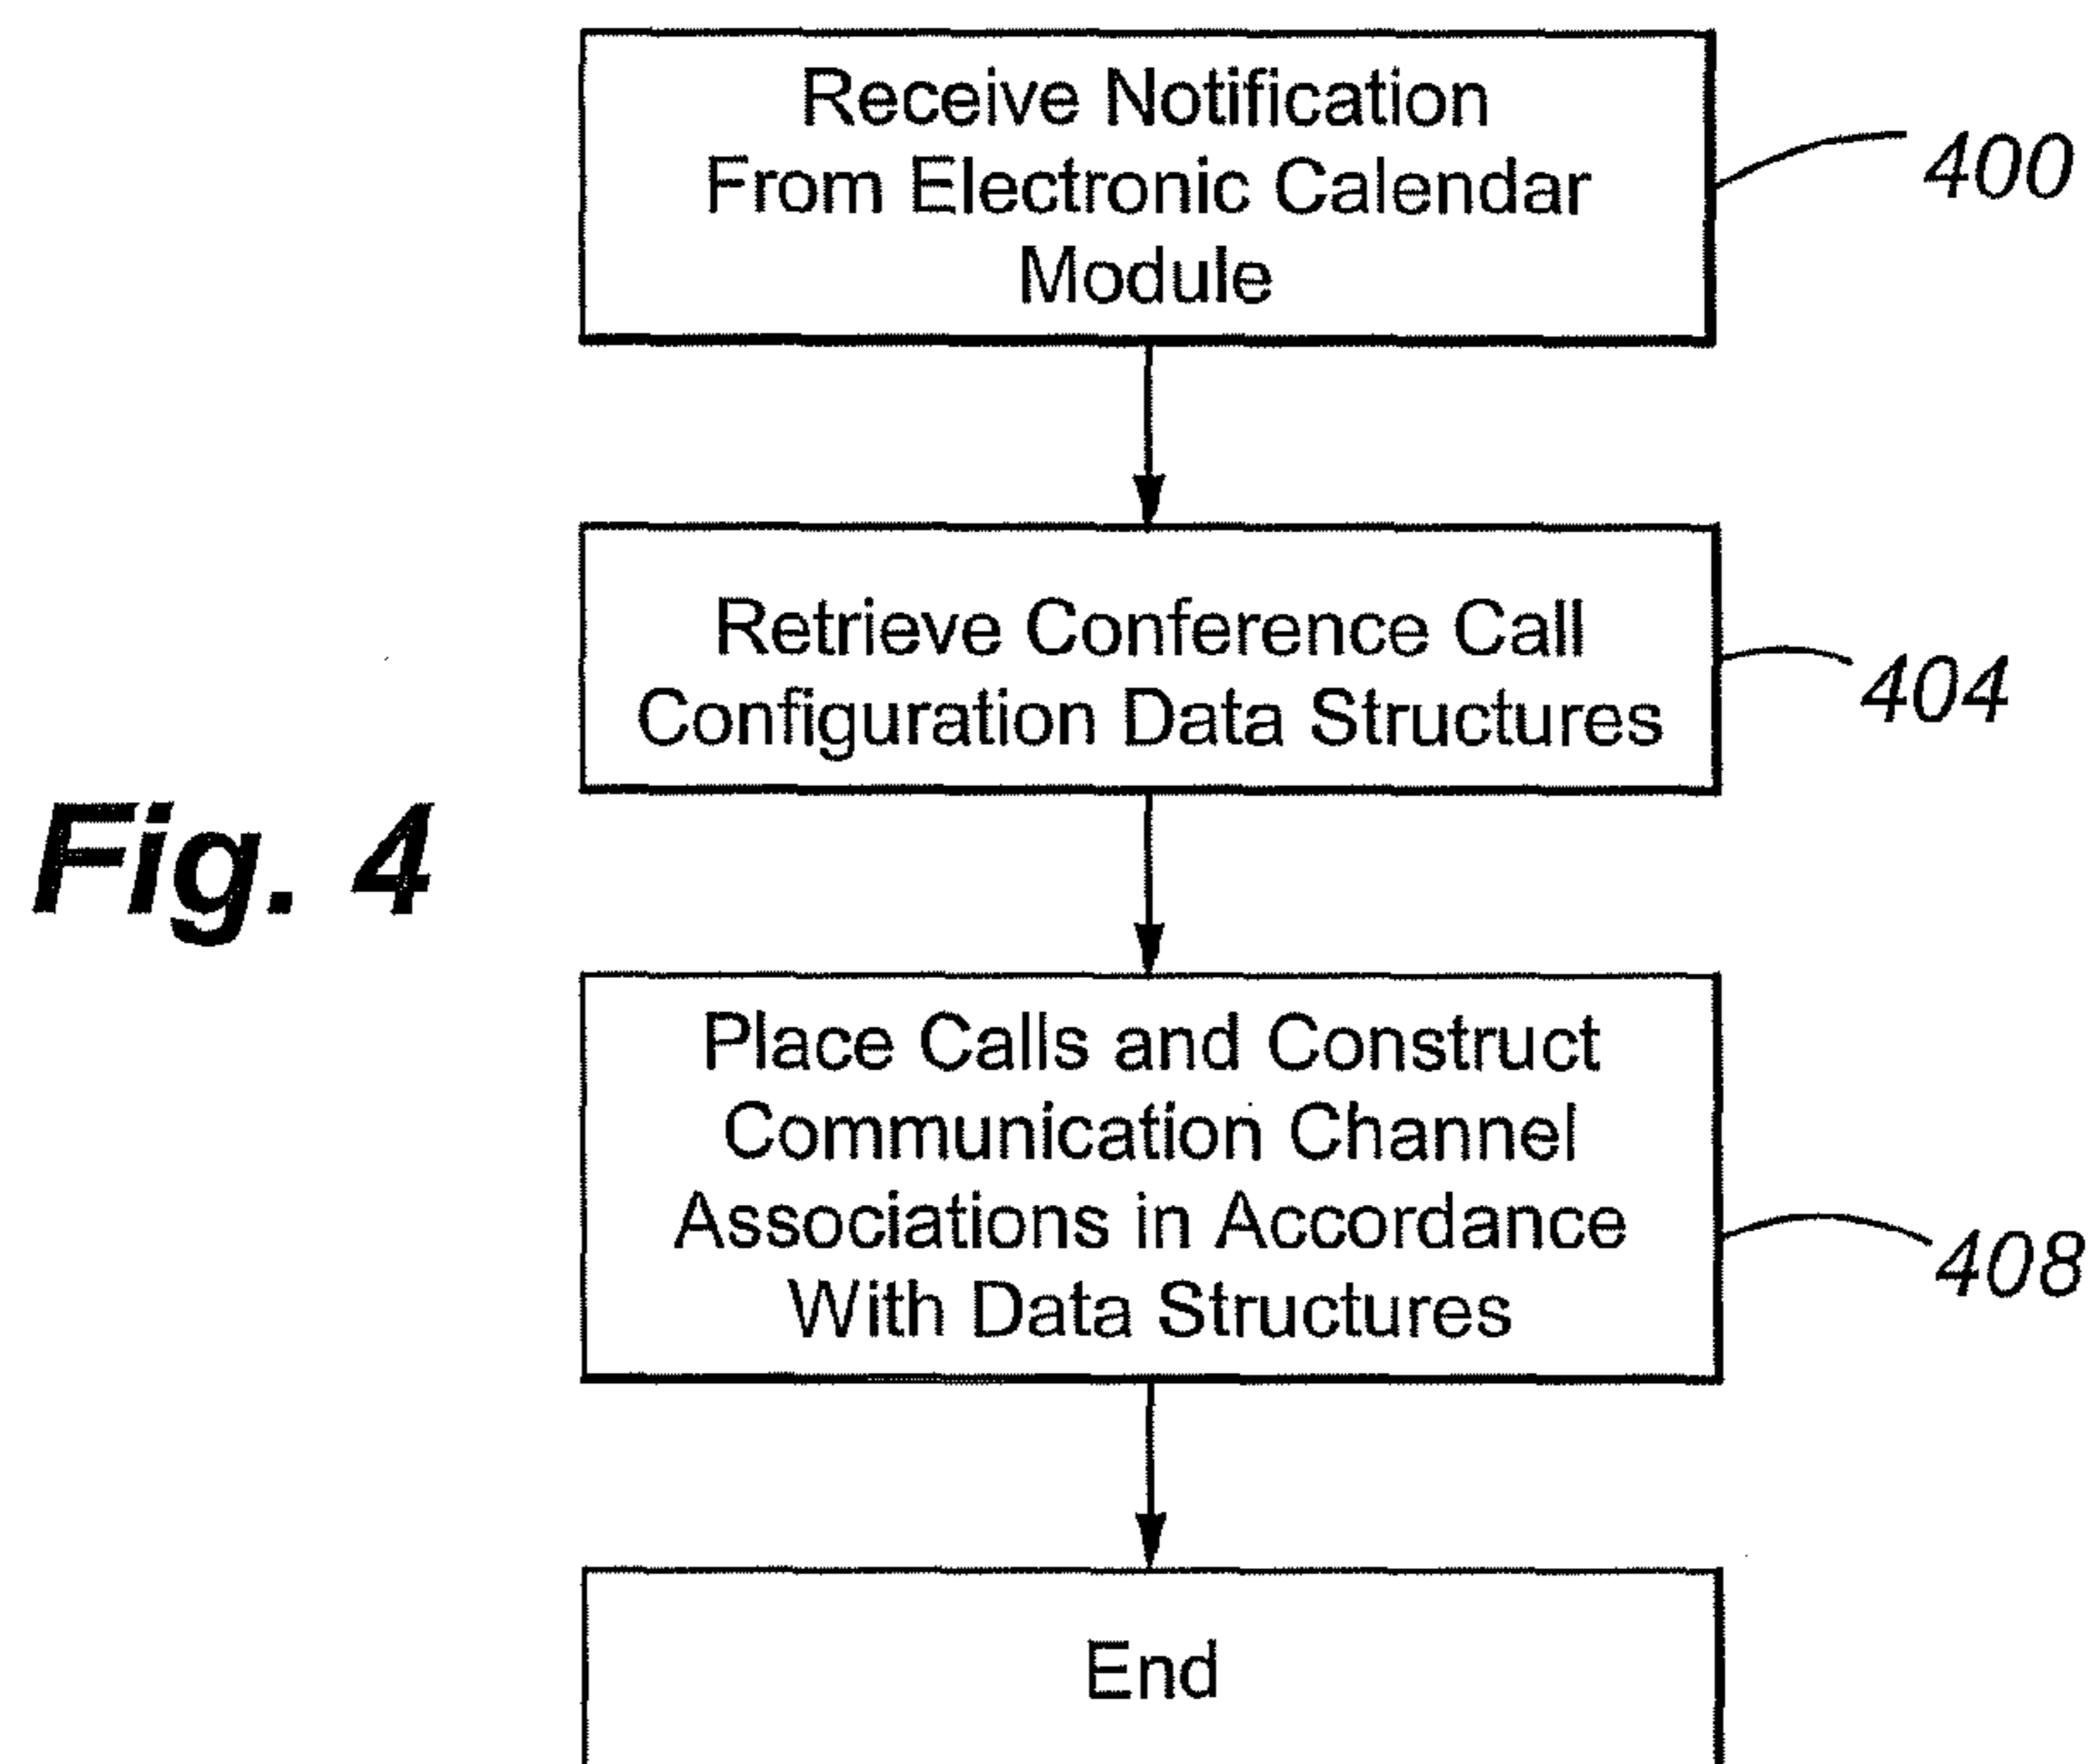 Receive Notification
From Electronic Calendar
Module
400
Retrieve Conference Call
Configuration Data Structures
404
Fig. 4
Place Calls and Construct
Communication Channel
Associations in Accordance
With Data Structures
408
End